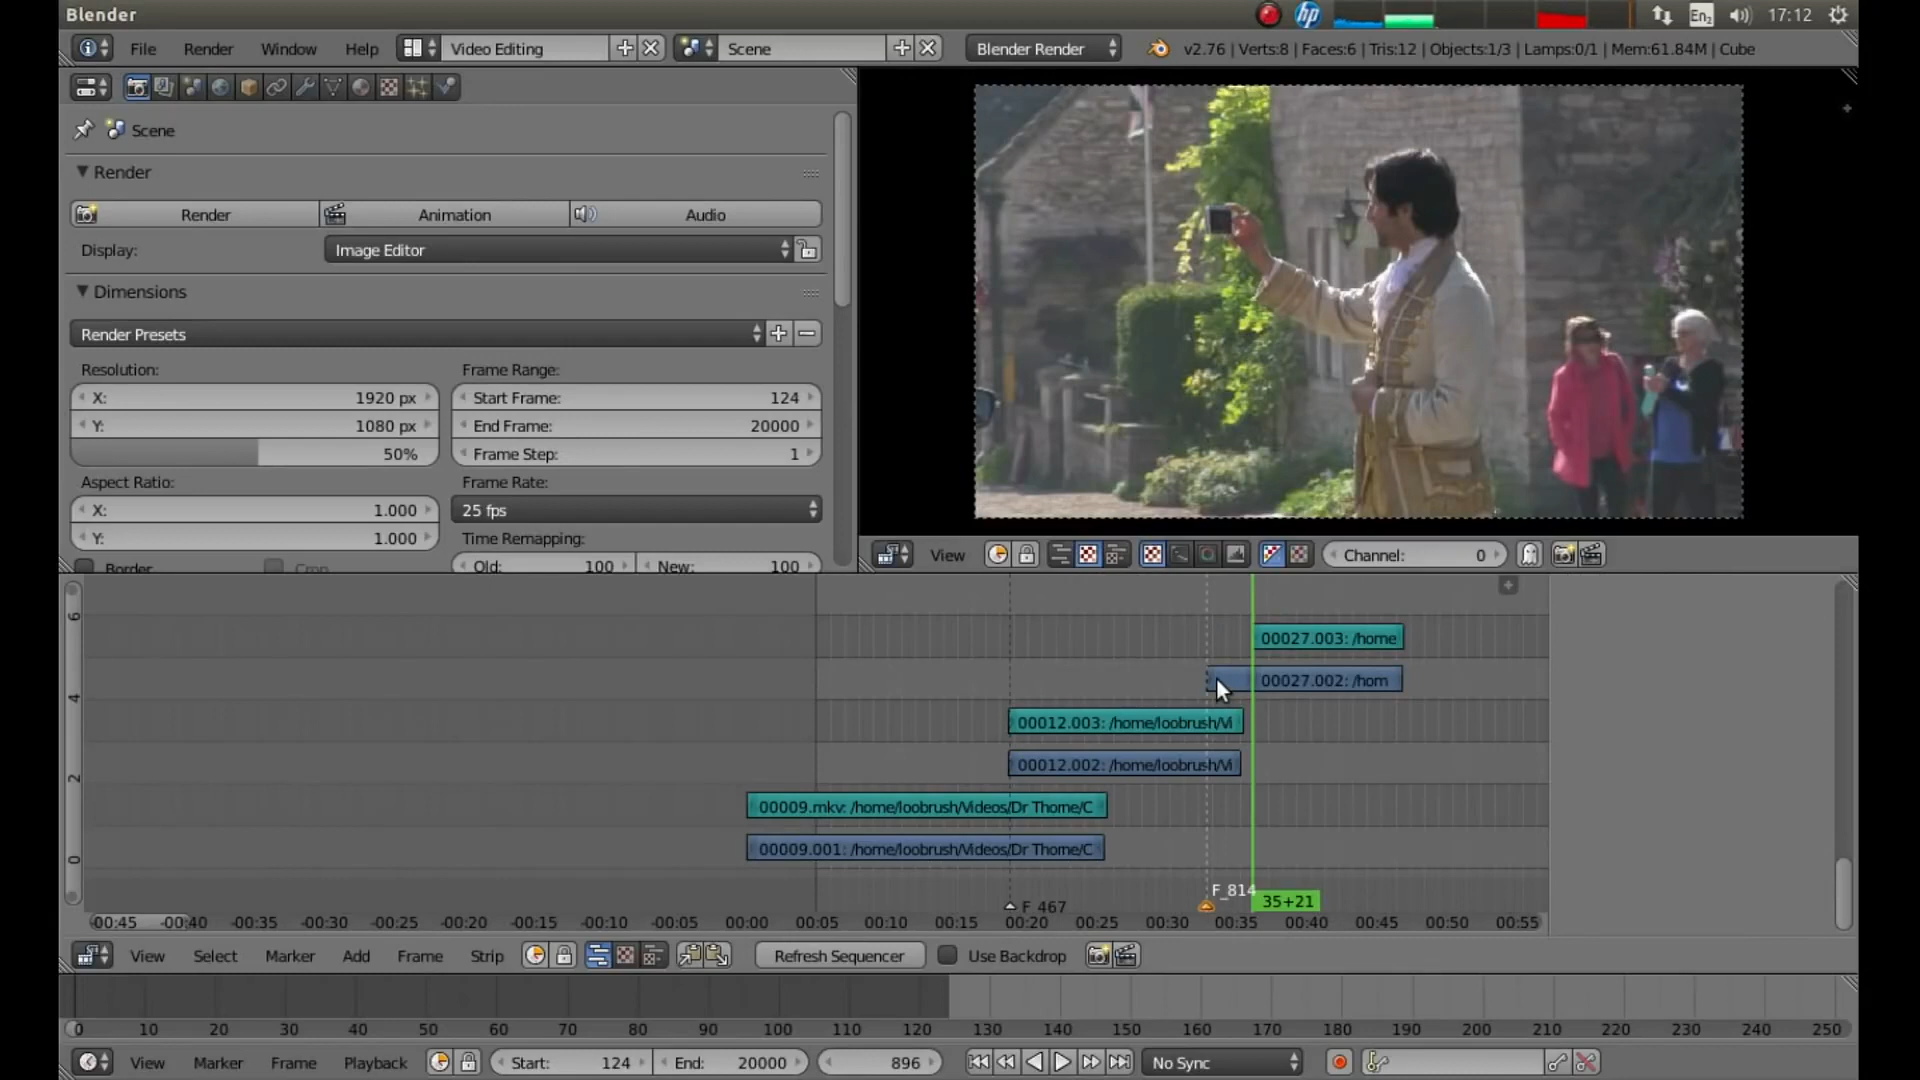 Blender
hp
En2
17:12
File Render Window Help Video Editing Scene Blender Render v2.76 | Verts:8 | Faces:6 | Tris:12 | Objects:1/3 | Lamps:0/1 | Mem:61.84M | Cube
Scene
Render
Render Animation Audio
Display: Image Editor
Dimensions
Render Presets
Resolution: Frame Range:
X: 1920 px Start Frame: 124
Y: 1080 px End Frame: 20000
50% Frame Step: 1
Aspect Ratio: Frame Rate:
X: 1.000 25 fps
Y: 1.000 Time Remapping:
Border Crop Old: 100 New: 100
View Channel: 0
6
00027.003: /home
00027.002: /hom
4
00012.003: /home/loobrush/Vi
00012.002: /home/loobrush/Vi
2
00009.mkv: /home/loobrush/Videos/Dr Thorne/C
00009.001: /home/loobrush/Videos/Dr Thorne/C
0
F_814
35+21
F_467
-00:45 -00:40 -00:35 -00:30 -00:25 -00:20 -00:15 -00:10 -00:05 00:00 00:05 00:10 00:15 00:20 00:25 00:30 00:35 00:40 00:45 00:50 00:55
View Select Marker Add Frame Strip Refresh Sequencer Use Backdrop
0 10 20 30 40 50 60 70 80 90 100 110 120 130 140 150 160 170 180 190 200 210 220 230 240 250
View Marker Frame Playback Start: 124 End: 20000 896 No Sync